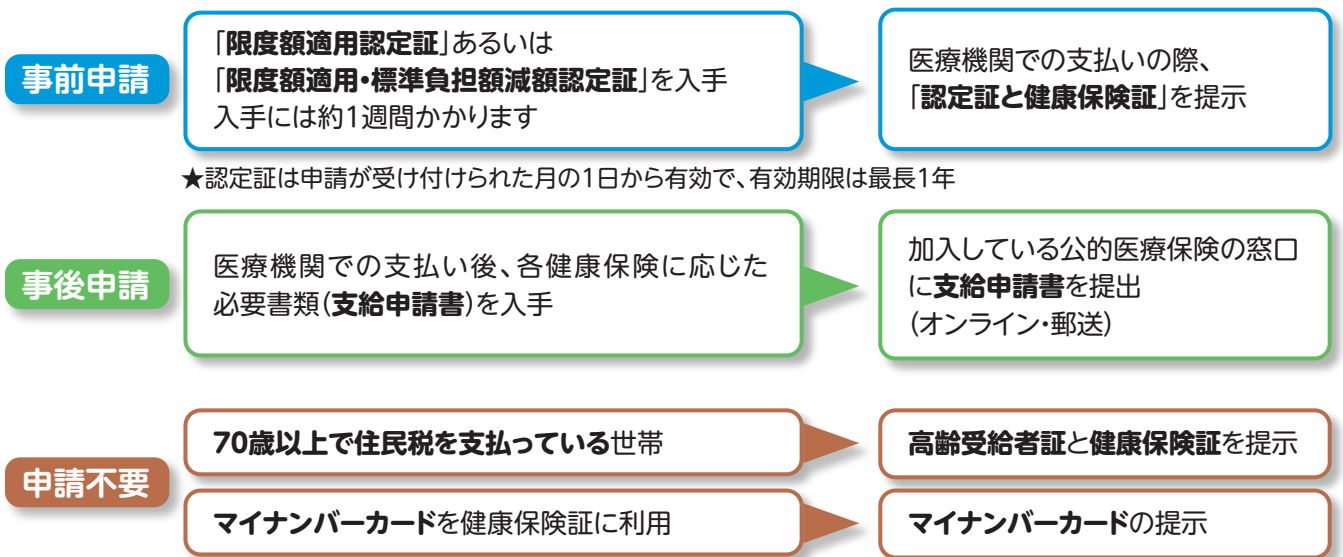 事前申請
「限度額適用認定証」あるいは
「限度額適用・標準負担額減額認定証」を入手
入手には約1週間かかります
医療機関での支払いの際、
「認定証と健康保険証」を提示
★認定証は申請が受け付けられた月の1日から有効で、有効期限は最長1年
事後申請
医療機関での支払い後、各健康保険に応じた
必要書類(支給申請書)を入手
加入している公的医療保険の窓口
に支給申請書を提出
(オンライン・郵送)
申請不要
70歳以上で住民税を支払っている世帯
高齢受給者証と健康保険証を提示
マイナンバーカードを健康保険証に利用
マイナンバーカードの提示